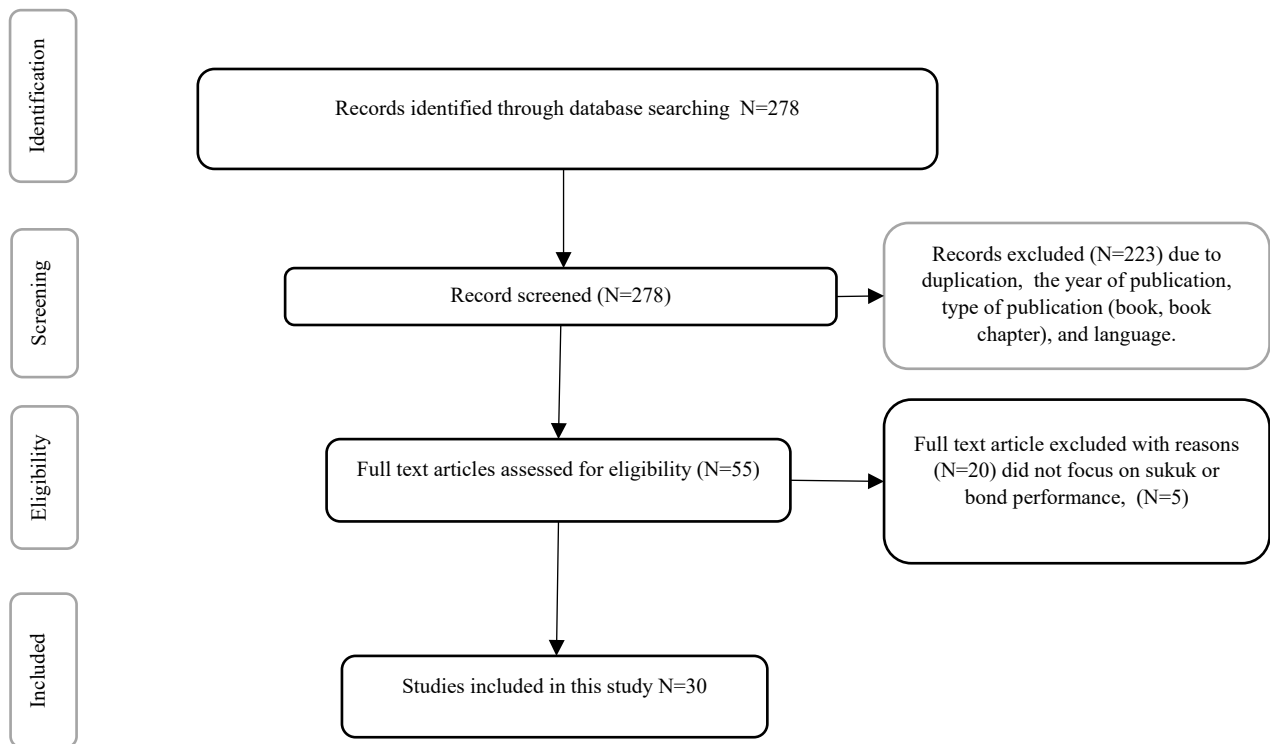 Identification
Records identified through database searching N=278
Screening
Record screened (N=278)
Records excluded (N=223) due to
duplication, the year of publication,
type of publication (book, book
chapter), and language.
Eligibility
Full text articles assessed for eligibility (N=55)
Full text article excluded with reasons
(N=20) did not focus on sukuk or
bond performance, (N=5)
Included
Studies included in this study N=30